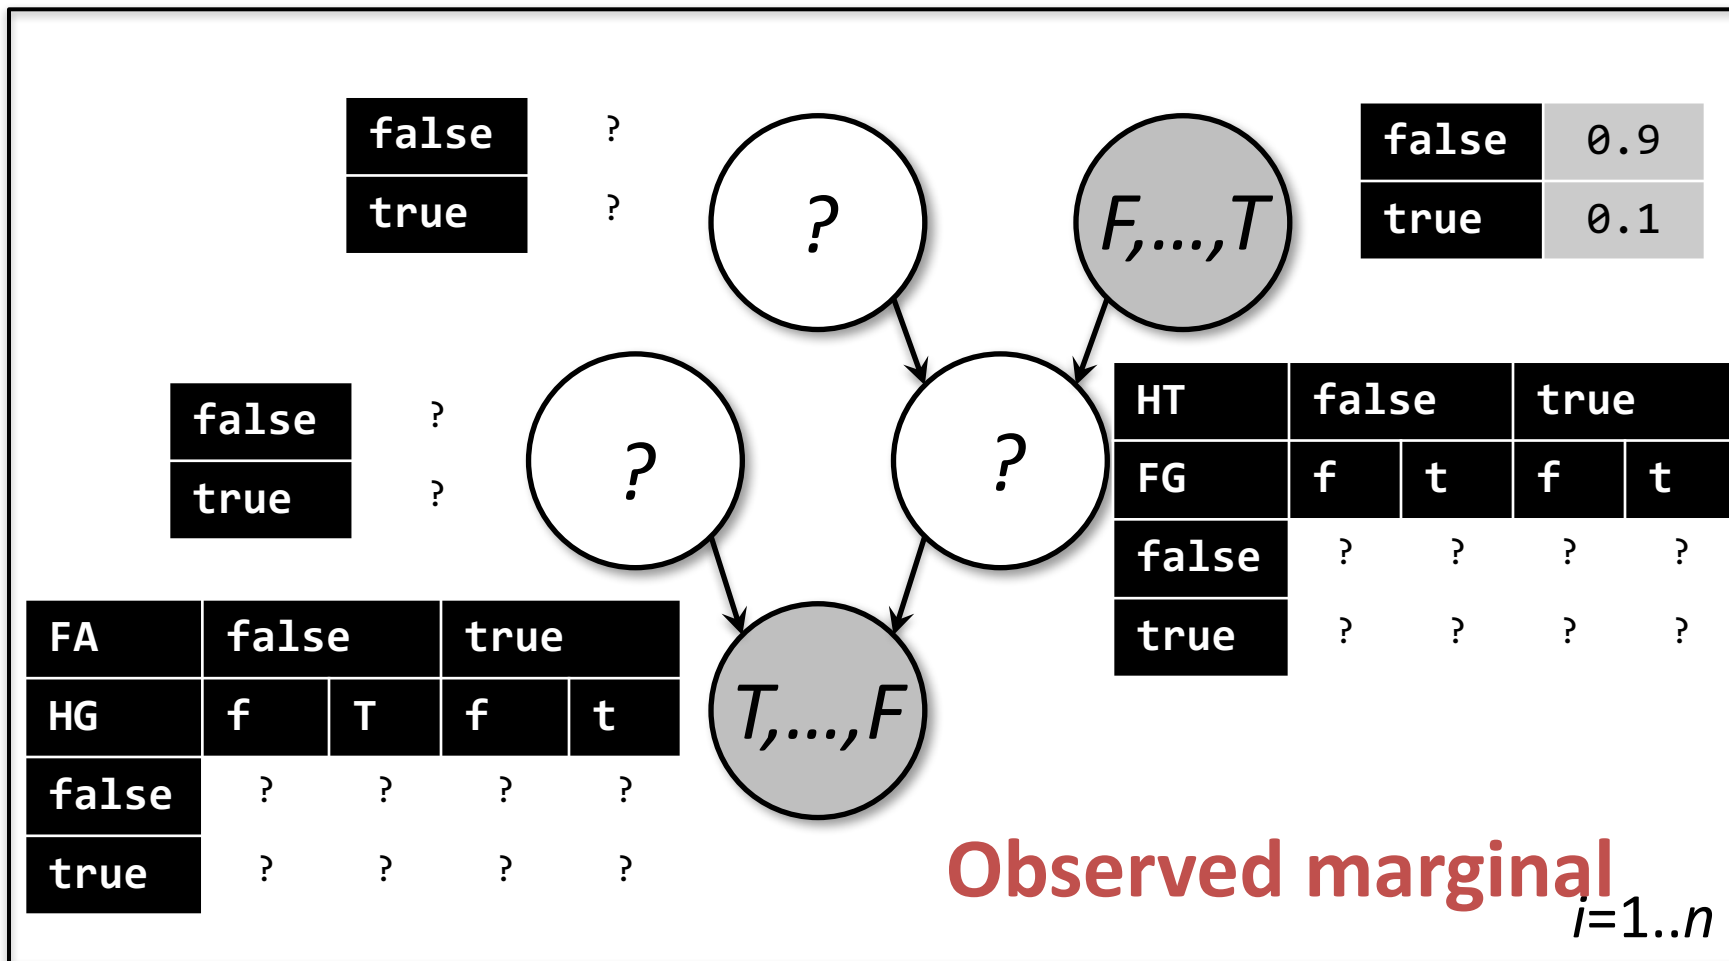 false ?
true ?
?
F,...,T
false 0.9
true 0.1
false ?
true ?
?
?
HT false true
FG f t f t
false ? ? ? ?
true ? ? ? ?
FA false true
HG f T f t
false ? ? ? ?
true ? ? ? ?
T,...,F
Observed marginal
i=1..n